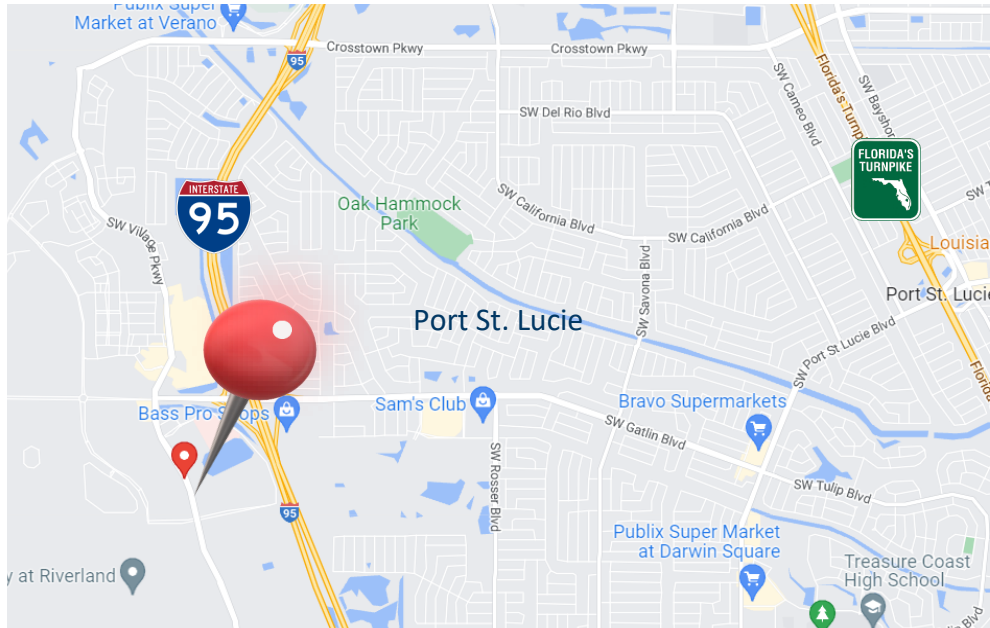 Publix Super
Market at Verano
Crosstown Pkwy
Crosstown Pkwy
95
SW Del Rio Blvd
SW Cameo Blvd
Florida's Turnpike
SW Bayshor
FLORIDA'S
TURNPIKE
INTERSTATE
95
SW Village Pkwy
Oak Hammock
Park
SW California Blvd
SW California Blvd
SW Savona Blvd
Louisia
Port St. Lucie
Port St. Lucie
SW Port St Lucie Blvd
Florida
Bass Pro Shops
Sam's Club
Bravo Supermarkets
SW Gatlin Blvd
SW Rosser Blvd
SW Tulip Blvd
95
Publix Super Market
at Darwin Square
Treasure Coast
High School
y at Riverland